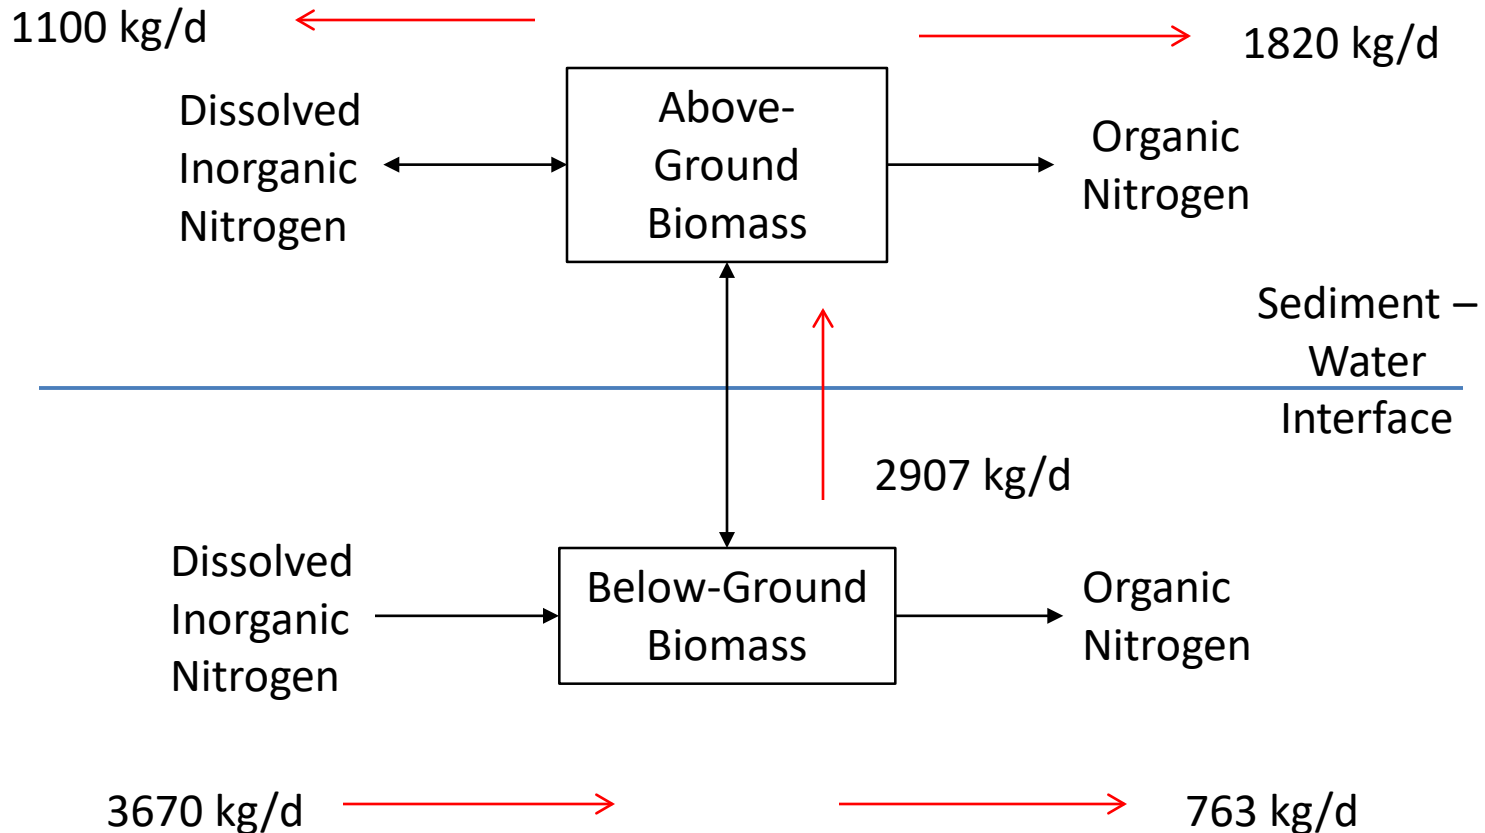 1100 kg/d
1820 kg/d
Dissolved
Inorganic
Nitrogen
Above-
Ground
Biomass
Organic
Nitrogen
Sediment –
Water
Interface
2907 kg/d
Dissolved
Inorganic
Nitrogen
Below-Ground
Biomass
Organic
Nitrogen
3670 kg/d
763 kg/d